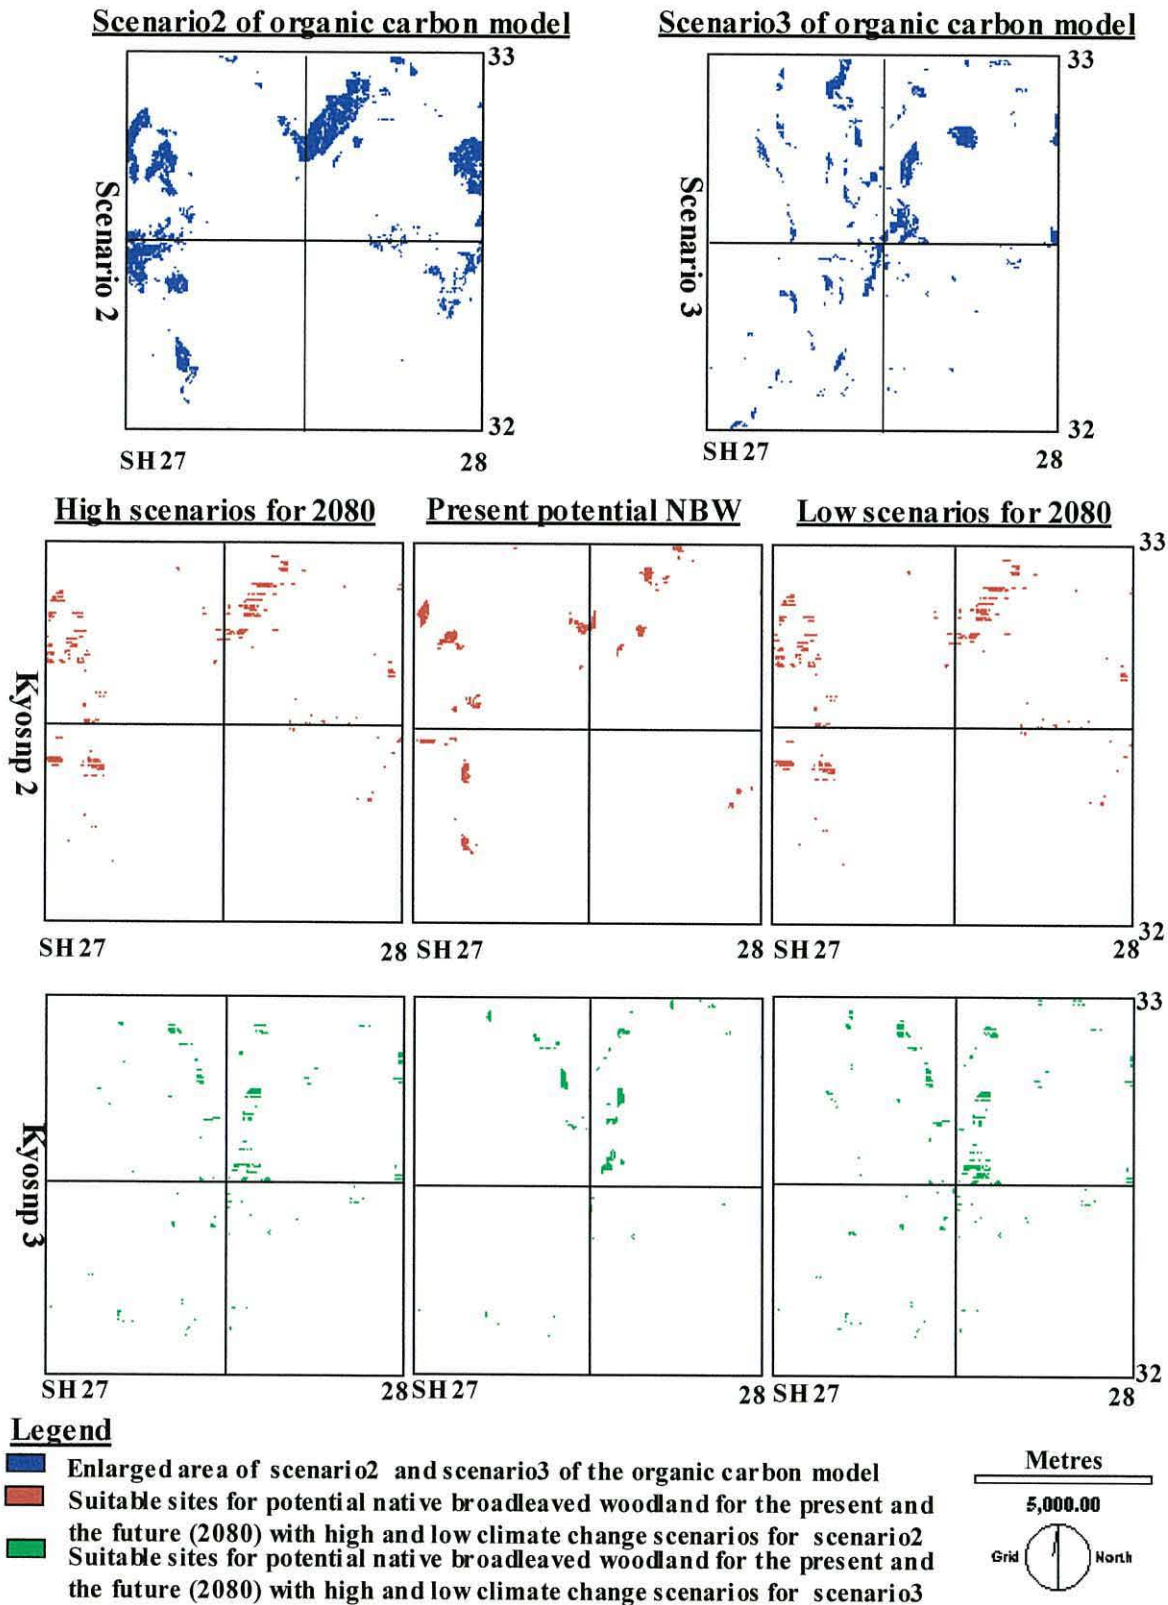 Scenario2 of organic carbon model
Scenario3 of organic carbon model
33
33
Scenario 2
Scenario 3
32
32
SH27
28
SH27
28
High scenarios for 2080
Present potential NBW
Low scenarios for 2080
33
Kyosnp 2
32
SH27
28
SH27
28
SH27
28
33
Kyosnp 3
32
SH27
28
SH27
28
SH27
28
Legend
Enlarged area of scenario2 and scenario3 of the organic carbon model
Suitable sites for potential native broadleaved woodland for the present and
the future (2080) with high and low climate change scenarios for scenario2
Suitable sites for potential native broadleaved woodland for the present and
the future (2080) with high and low climate change scenarios for scenario3
Metres
5,000.00
Grid
North